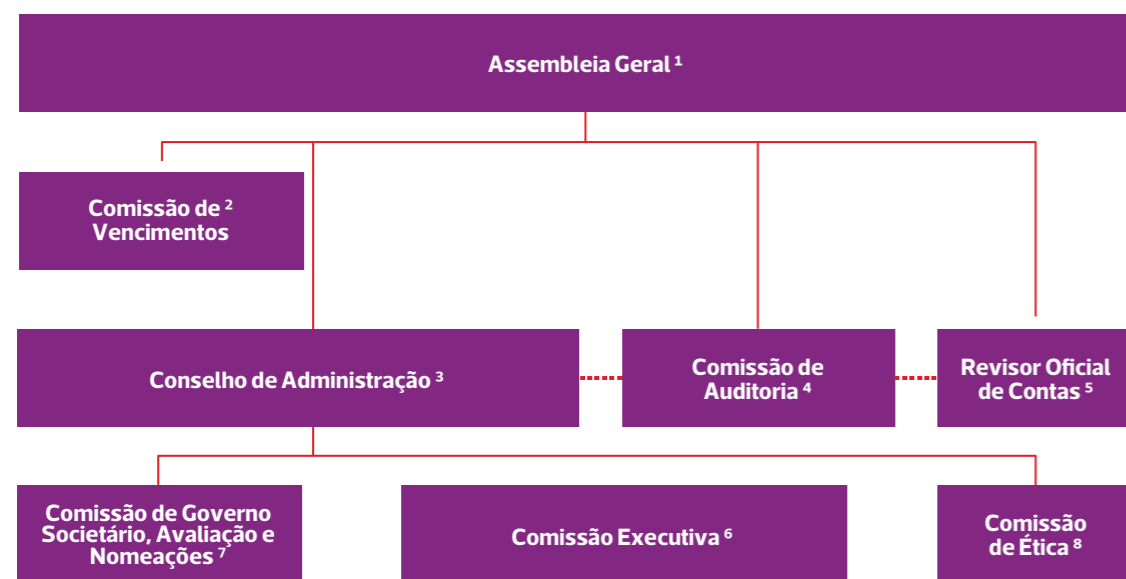 Assembleia Geral ¹
Comissão de ²
Vencimentos
Conselho de Administração ³
Comissão de
Auditoria ⁴
Revisor Oficial
de Contas ⁵
Comissão de Governo
Societário, Avaliação e
Nomeações ⁷
Comissão Executiva ⁶
Comissão
de Ética ⁸